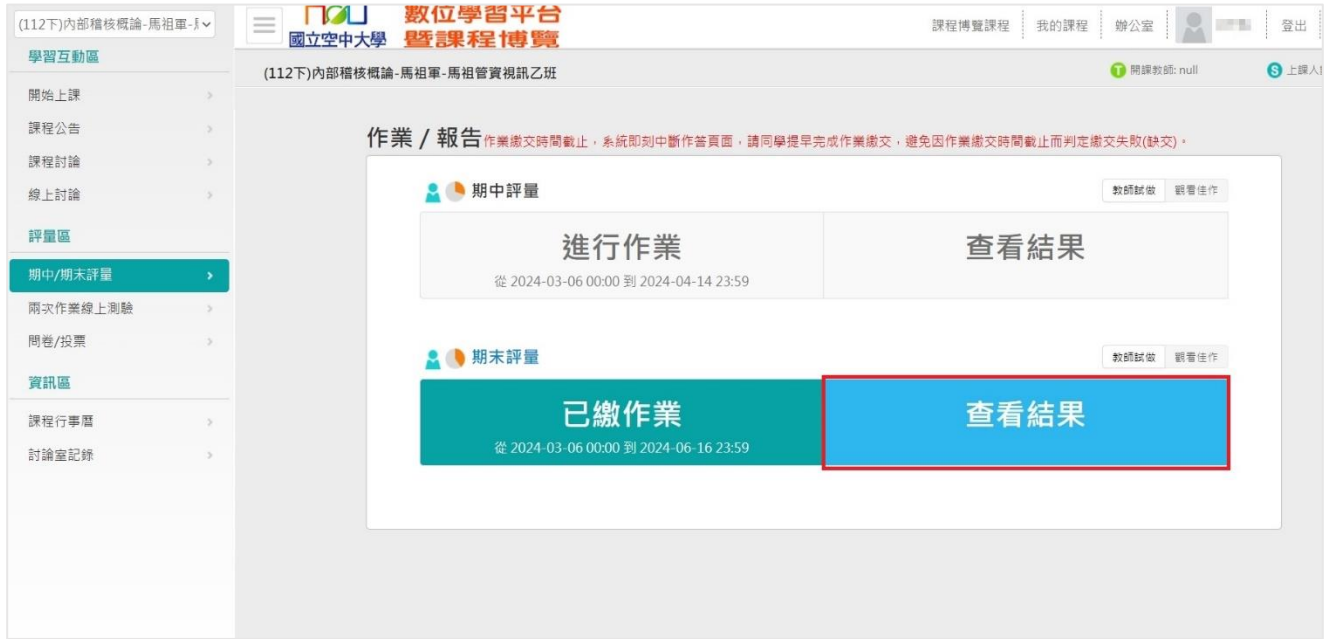 (112下)內部稽核概論-馬祖軍-
數位學習平台
國立空中大學 暨課程博覽
課程博覽課程 我的課程 辦公室 登出
學習互動區
(112下)內部稽核概論-馬祖軍-馬祖管資視訊乙班
開課教師: null
上課人
開始上課
課程公告
課程討論
線上討論
評量區
期中/期末評量
兩次作業線上測驗
問卷/投票
資訊區
課程行事曆
討論室記錄
作業 / 報告作業繳交時間截止，系統即刻中斷作答頁面，請同學提早完成作業繳交，避免因作業繳交時間截止而判定繳交失敗(缺交)。
期中評量
教師試做 觀看佳作
進行作業
從 2024-03-06 00:00 到 2024-04-14 23:59
查看結果
期末評量
教師試做 觀看佳作
已繳作業
從 2024-03-06 00:00 到 2024-06-16 23:59
查看結果